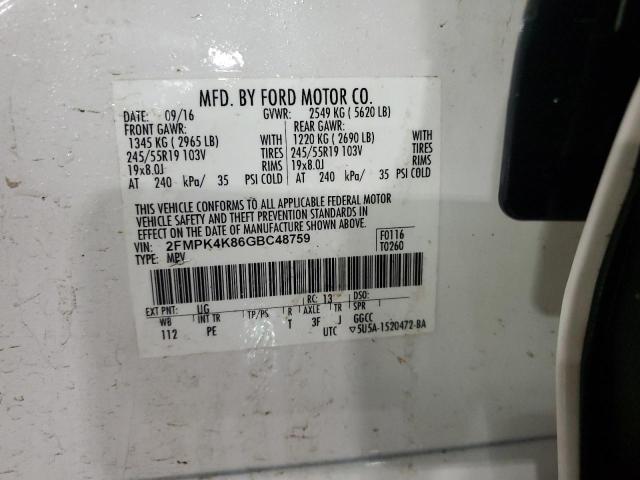 MFD. BY FORD MOTOR CO.
DATE: 09/16 GVWR: 2549 KG ( 5620 LB)
FRONT GAWR: REAR GAWR:
1345 KG ( 2965 LB) WITH 1220 KG ( 2690 LB) WITH
245/55R19 103V TIRES 245/55R19 103V TIRES
19x8.0J RIMS 19x8.0J RIMS
AT 240 kPa/ 35 PSI COLD AT 240 kPa/ 35 PSI COLD
THIS VEHICLE CONFORMS TO ALL APPLICABLE FEDERAL MOTOR
VEHICLE SAFETY AND THEFT PREVENTION STANDARDS IN
EFFECT ON THE DATE OF MANUFACTURE SHOWN ABOVE.
VIN: 2FMPK4K86GBC48759 F0116
TYPE: MPV T0260
EXT PNT: UG RC: 13 DSO:
WB INT TR TP/PS R AXLE TR SPR
112 PE T 3F J GGCC
UTC 5U5A-1520472-BA